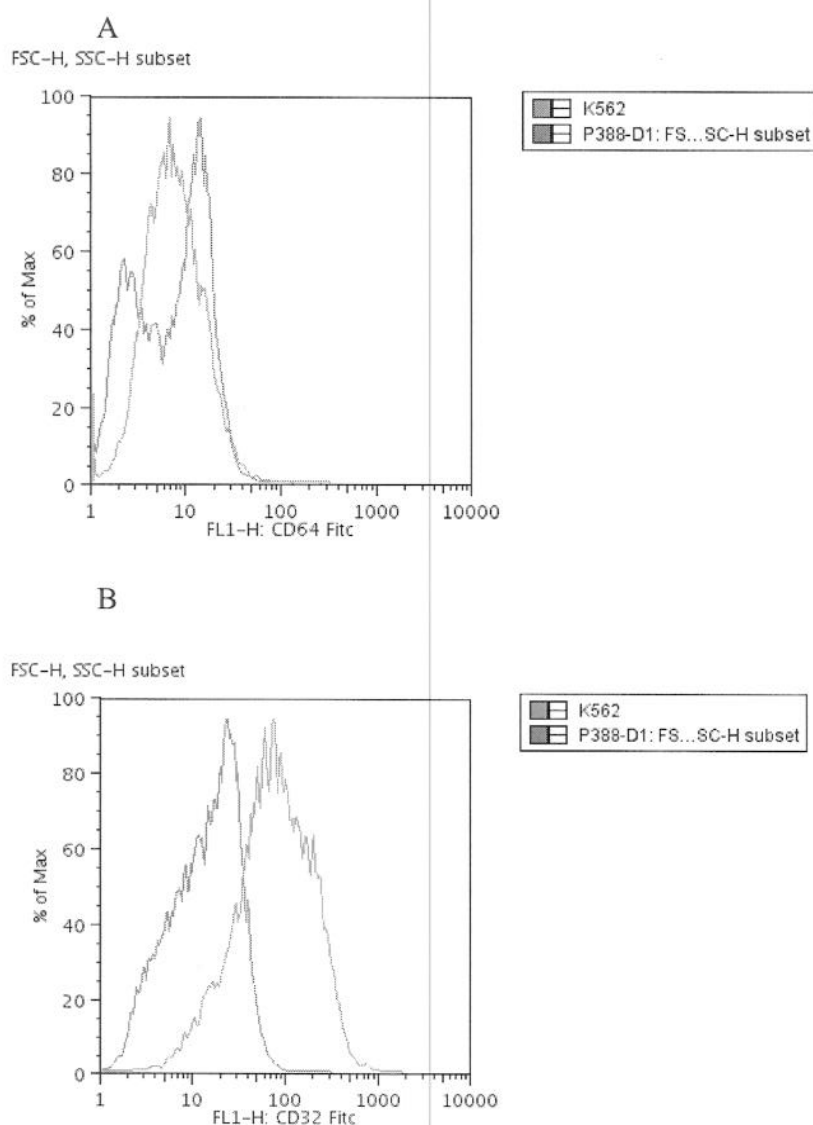 A
FSC-H, SSC-H subset
100
80
60
40
20
0
% of Max
1 10 100 1000 10000
FL1-H: CD64 Fitc
K562
P388-D1: FS...SC-H subset
B
FSC-H, SSC-H subset
100
80
60
40
20
0
% of Max
1 10 100 1000 10000
FL1-H: CD32 Fitc
K562
P388-D1: FS...SC-H subset